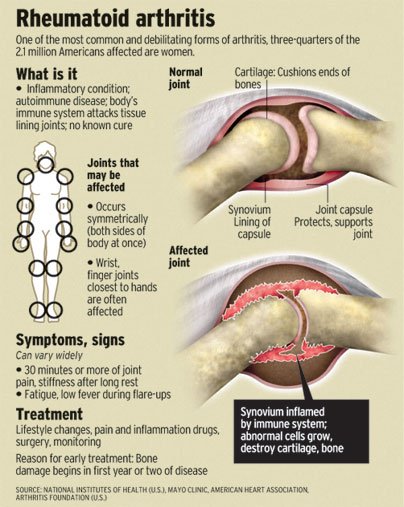 Rheumatoid arthritis
One of the most common and debilitating forms of arthritis, three-quarters of the
2.1 million Americans affected are women.
What is it
• Inflammatory condition;
autoimmune disease; body's
immune system attacks tissue
lining joints; no known cure
Normal
joint
Cartilage: Cushions ends of
bones
Synovium
Lining of
capsule
Joint capsule
Protects, supports
joint
Joints that
may be
affected
• Occurs
symmetrically
(both sides of
body at once)
• Wrist,
finger joints
closest to hands
are often
affected
Affected
joint
Synovium inflamed
by immune system;
abnormal cells grow,
destroy cartilage, bone
Symptoms, signs
Can vary widely
• 30 minutes or more of joint
pain, stiffness after long rest
• Fatigue, low fever during flare-ups
Treatment
Lifestyle changes, pain and inflammation drugs,
surgery, monitoring
Reason for early treatment: Bone
damage begins in first year or two of disease
SOURCE: NATIONAL INSTITUTES OF HEALTH (U.S.), MAYO CLINIC, AMERICAN HEART ASSOCIATION,
ARTHRITIS FOUNDATION (U.S.)